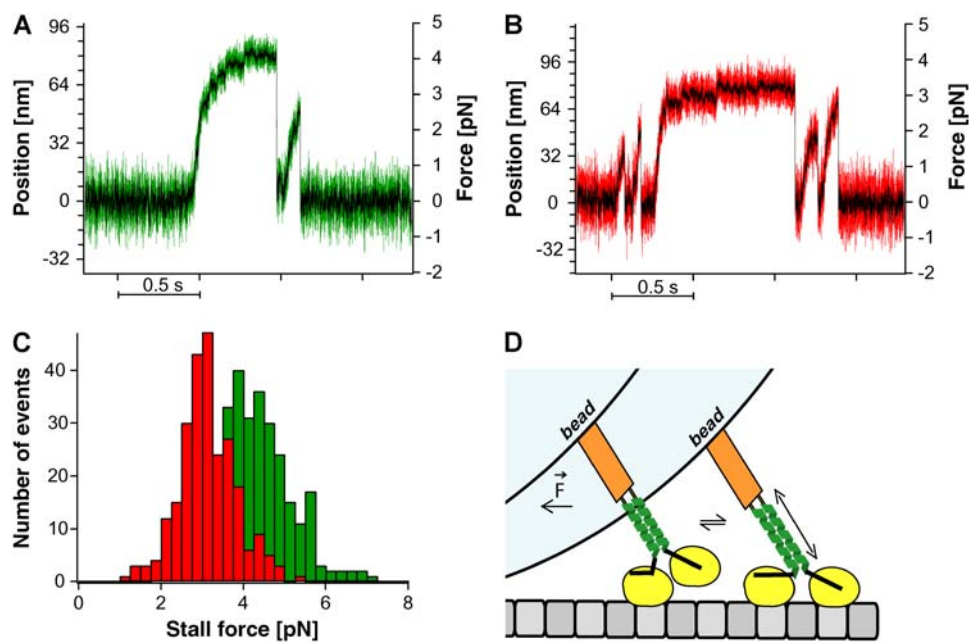 A
Position [nm]
96
64
32
0
-32
5
4
3
2
1
0
-1
-2
Force [pN]
0.5 s
B
Position [nm]
96
64
32
0
-32
5
4
3
2
1
0
-1
-2
Force [pN]
0.5 s
C
Number of events
40
30
20
10
0
0 2 4 6 8
Stall force [pN]
D
bead
bead
F